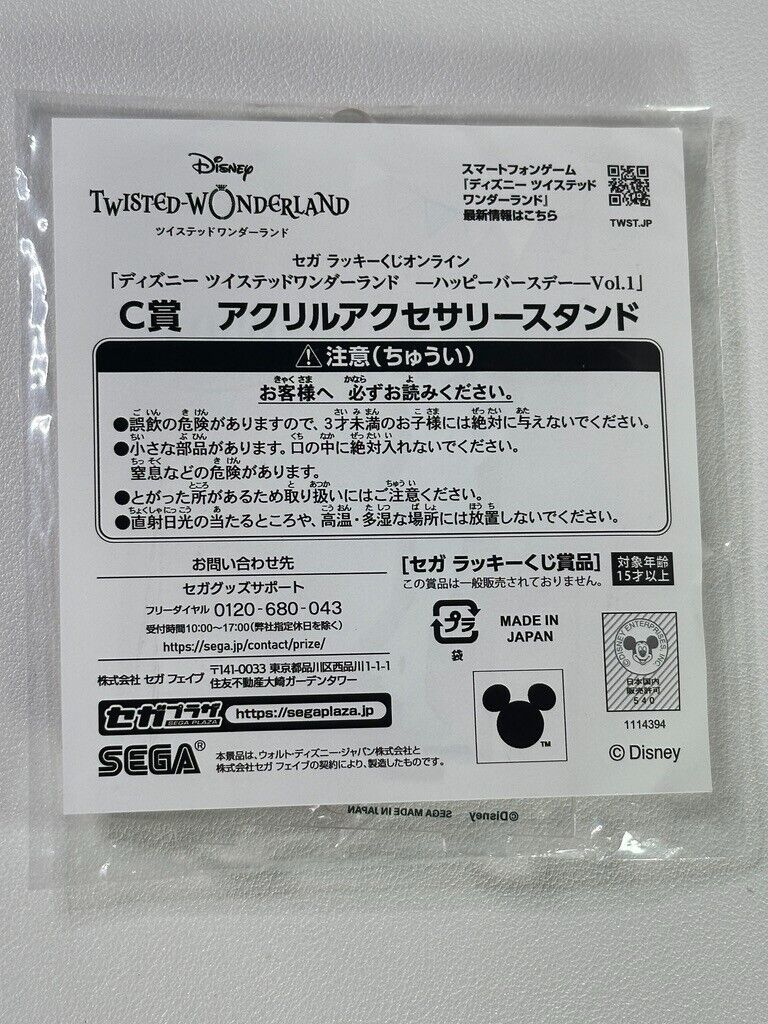 Disney
TWISTED-WONDERLAND
ツイステッドワンダーランド
スマートフォンゲーム
「ディズニー ツイステッド
ワンダーランド」
最新情報はこちら
TWST.JP
セガ ラッキーくじオンライン
「ディズニー ツイステッドワンダーランド ―ハッピーバースデー―Vol.1」
C賞 アクリルアクセサリースタンド
⚠注意(ちゅうい)
お客様へ 必ずお読みください。
●誤飲の危険がありますので、3才未満のお子様には絶対に与えないでください。
●小さな部品があります。口の中に絶対入れないでください。
窒息などの危険があります。
●とがった所があるため取り扱いにはご注意ください。
●直射日光の当たるところや、高温・多湿な場所には放置しないでください。
お問い合わせ先
セガグッズサポート
フリーダイヤル 0120-680-043
受付時間10:00~17:00(弊社指定休日を除く)
https://sega.jp/contact/prize/
株式会社 セガ フェイブ 〒141-0033 東京都品川区西品川1-1-1
住友不動産大崎ガーデンタワー
セガプラザ
SEGA PLAZA
https://segaplaza.jp
SEGA®
本景品は、ウォルト・ディズニー・ジャパン株式会社と
株式会社セガ フェイブの契約により、製造したものです。
[セガ ラッキーくじ賞品]
この賞品は一般販売されておりません。
対象年齢
15才以上
プラ
袋
MADE IN
JAPAN
TM
©DISNEY ENTERPRISES, INC.
日本国内
販売許可
540
1114394
© Disney
©Disney SEGA MADE IN JAPAN